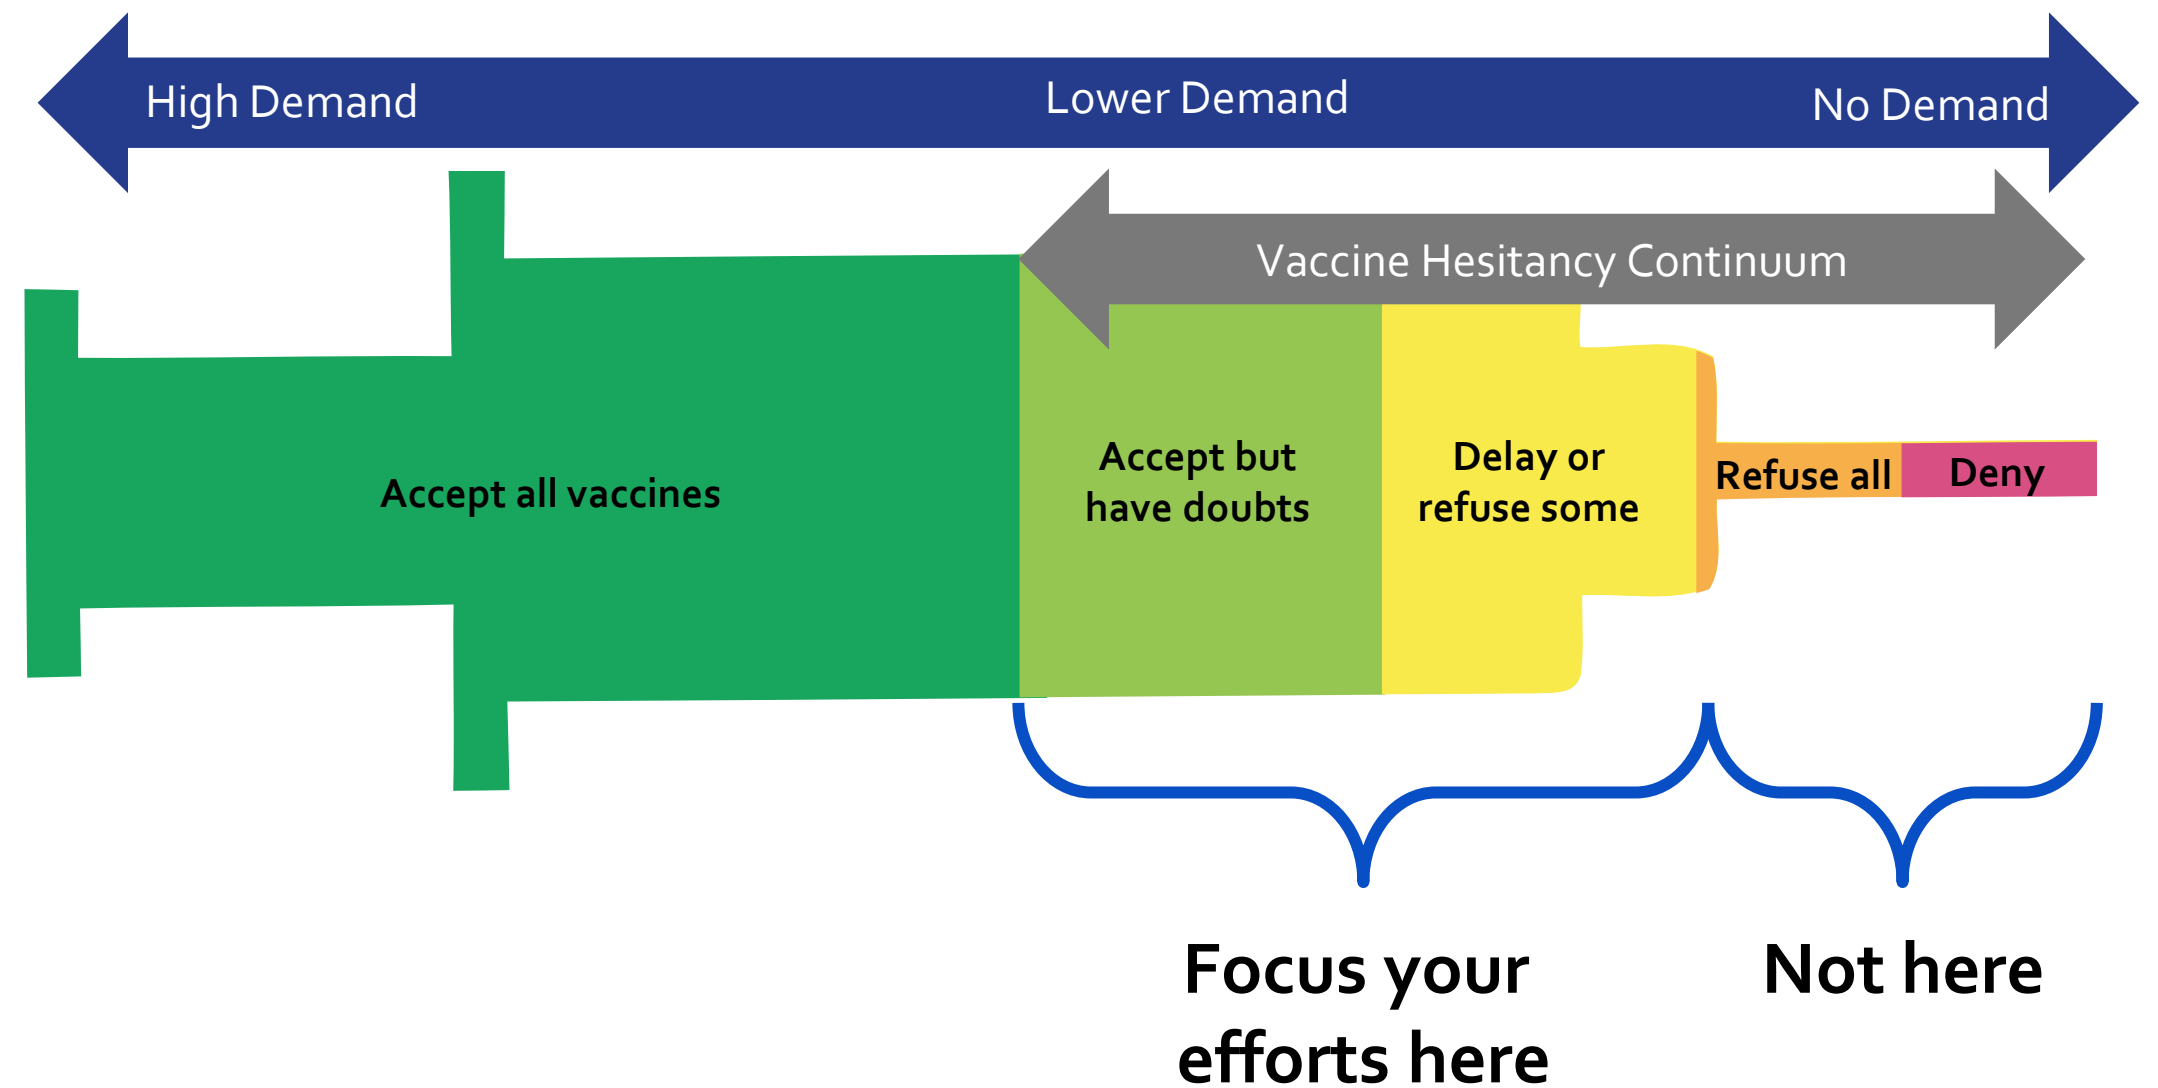 High Demand
Lower Demand
No Demand
Vaccine Hesitancy Continuum
Accept all vaccines
Accept but
have doubts
Delay or
refuse some
Refuse all
Deny
Focus your
efforts here
Not here